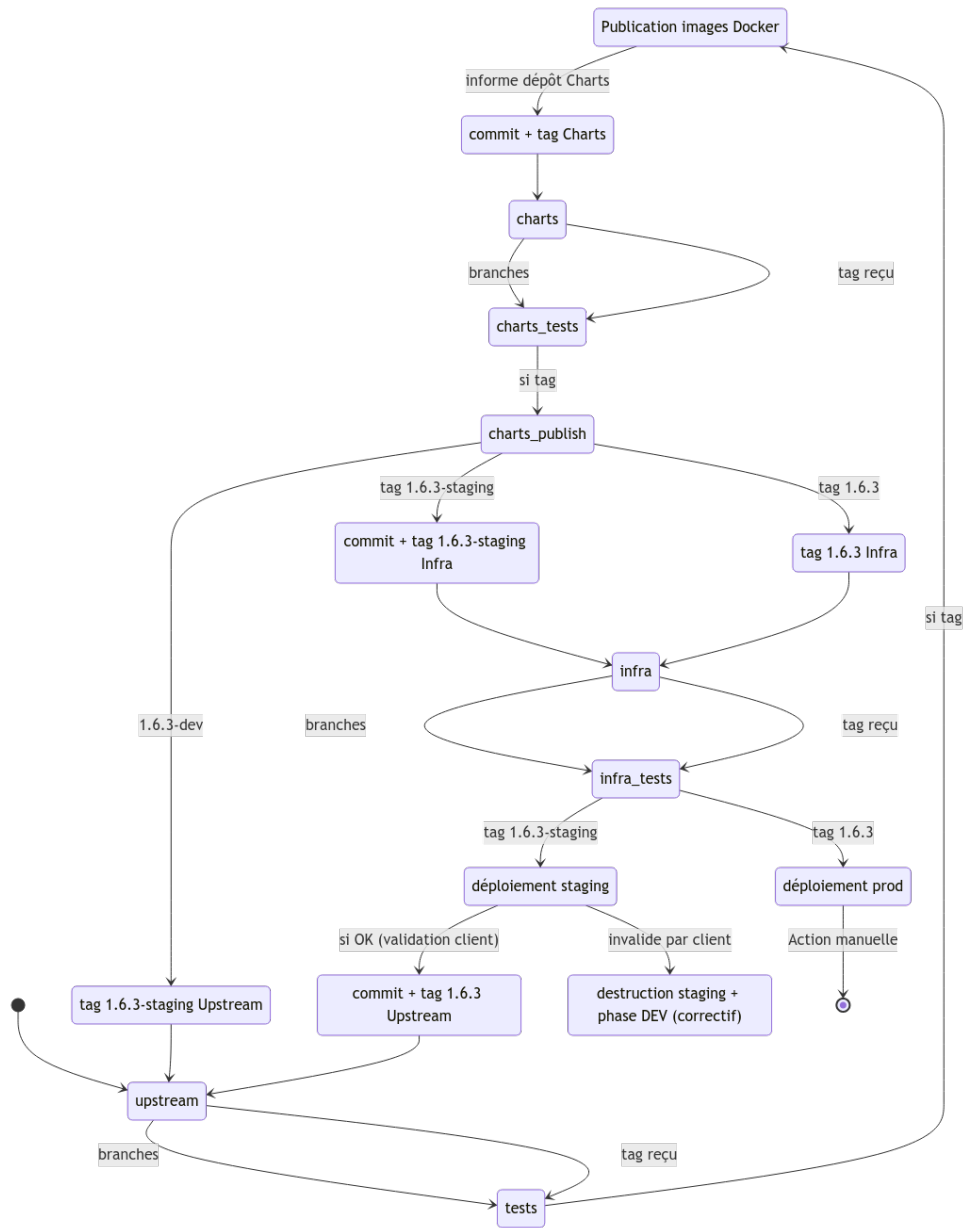 Publication images Docker
informe dépôt Charts
commit + tag Charts
charts
branches
tag reçu
charts_tests
si tag
charts_publish
tag 1.6.3-staging
tag 1.6.3
commit + tag 1.6.3-staging
Infra
tag 1.6.3 Infra
si tag
infra
1.6.3-dev
branches
tag reçu
infra_tests
tag 1.6.3-staging
tag 1.6.3
déploiement staging
déploiement prod
si OK (validation client)
invalide par client
Action manuelle
tag 1.6.3-staging Upstream
commit + tag 1.6.3
Upstream
destruction staging +
phase DEV (correctif)
upstream
branches
tag reçu
tests